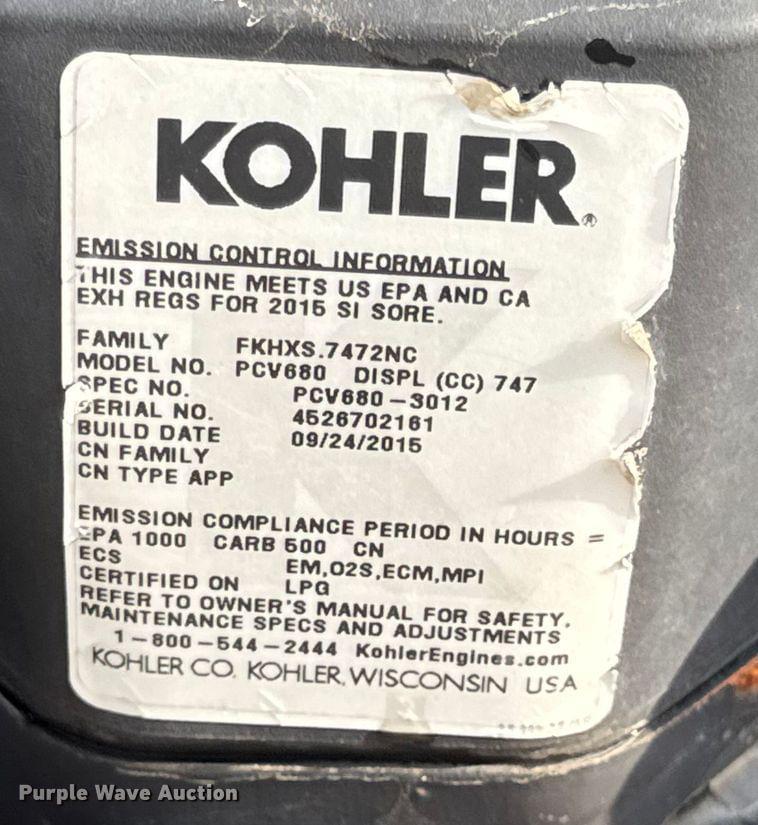 KOHLER®
EMISSION CONTROL INFORMATION
THIS ENGINE MEETS US EPA AND CA
EXH REGS FOR 2015 SI SORE.
FAMILY FKHXS.7472NC
MODEL NO. PCV680 DISPL (CC) 747
SPEC NO. PCV680-3012
SERIAL NO. 4526702161
BUILD DATE 09/24/2015
CN FAMILY
CN TYPE APP
EMISSION COMPLIANCE PERIOD IN HOURS =
EPA 1000 CARB 500 CN
ECS EM,O2S,ECM,MPI
CERTIFIED ON LPG
REFER TO OWNER'S MANUAL FOR SAFETY,
MAINTENANCE SPECS AND ADJUSTMENTS
1-800-544-2444 KohlerEngines.com
KOHLER CO. KOHLER, WISCONSIN USA
Purple Wave Auction